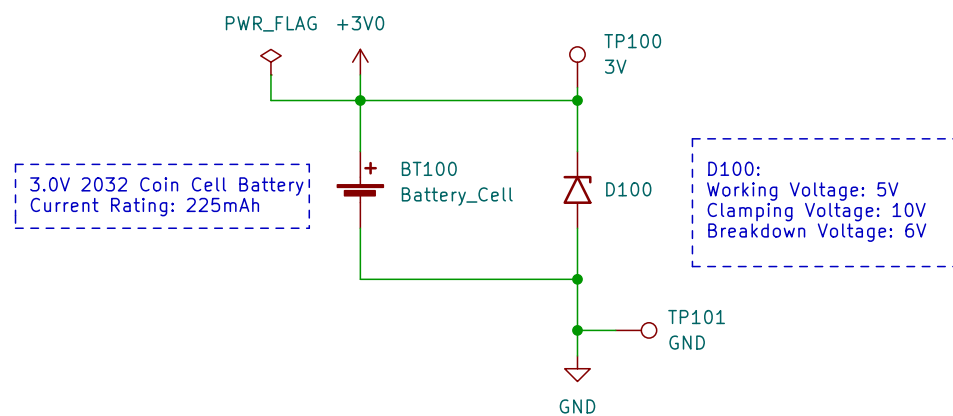 PWR_FLAG +3V0
TP100
3V
BT100
Battery_Cell
3.0V 2032 Coin Cell Battery
Current Rating: 225mAh
D100
D100:
Working Voltage: 5V
Clamping Voltage: 10V
Breakdown Voltage: 6V
TP101
GND
GND